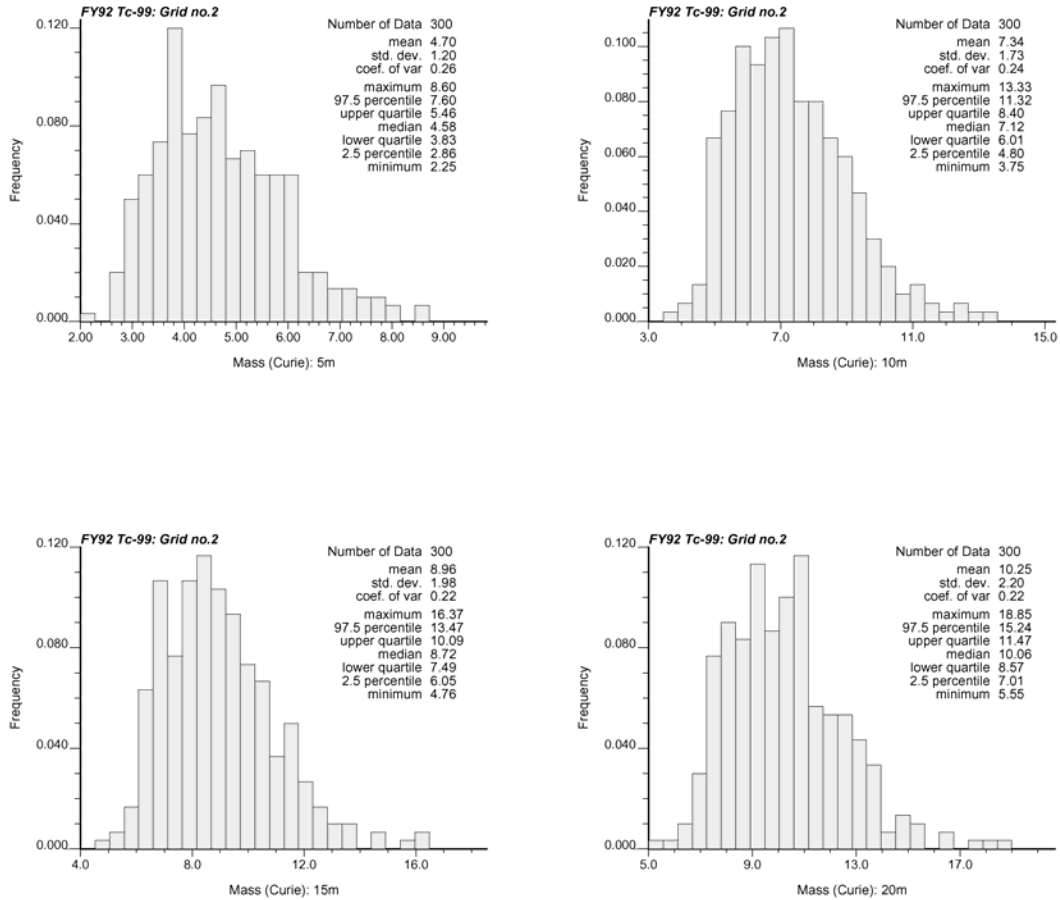 FY92 Tc-99: Grid no.2
Number of Data 300
mean 4.70
std. dev. 1.20
coef. of var 0.26
maximum 8.60
97.5 percentile 7.60
upper quartile 5.46
median 4.58
lower quartile 3.83
2.5 percentile 2.86
minimum 2.25
Frequency
0.120
0.080
0.040
0.000
2.00 3.00 4.00 5.00 6.00 7.00 8.00 9.00
Mass (Curie): 5m
FY92 Tc-99: Grid no.2
Number of Data 300
mean 7.34
std. dev. 1.73
coef. of var 0.24
maximum 13.33
97.5 percentile 11.32
upper quartile 8.40
median 7.12
lower quartile 6.01
2.5 percentile 4.80
minimum 3.75
Frequency
0.100
0.080
0.060
0.040
0.020
0.000
3.0 7.0 11.0 15.0
Mass (Curie): 10m
FY92 Tc-99: Grid no.2
Number of Data 300
mean 8.96
std. dev. 1.98
coef. of var 0.22
maximum 16.37
97.5 percentile 13.47
upper quartile 10.09
median 8.72
lower quartile 7.49
2.5 percentile 6.05
minimum 4.76
Frequency
0.120
0.080
0.040
0.000
4.0 8.0 12.0 16.0
Mass (Curie): 15m
FY92 Tc-99: Grid no.2
Number of Data 300
mean 10.25
std. dev. 2.20
coef. of var 0.22
maximum 18.85
97.5 percentile 15.24
upper quartile 11.47
median 10.06
lower quartile 8.57
2.5 percentile 7.01
minimum 5.55
Frequency
0.120
0.080
0.040
0.000
5.0 9.0 13.0 17.0
Mass (Curie): 20m